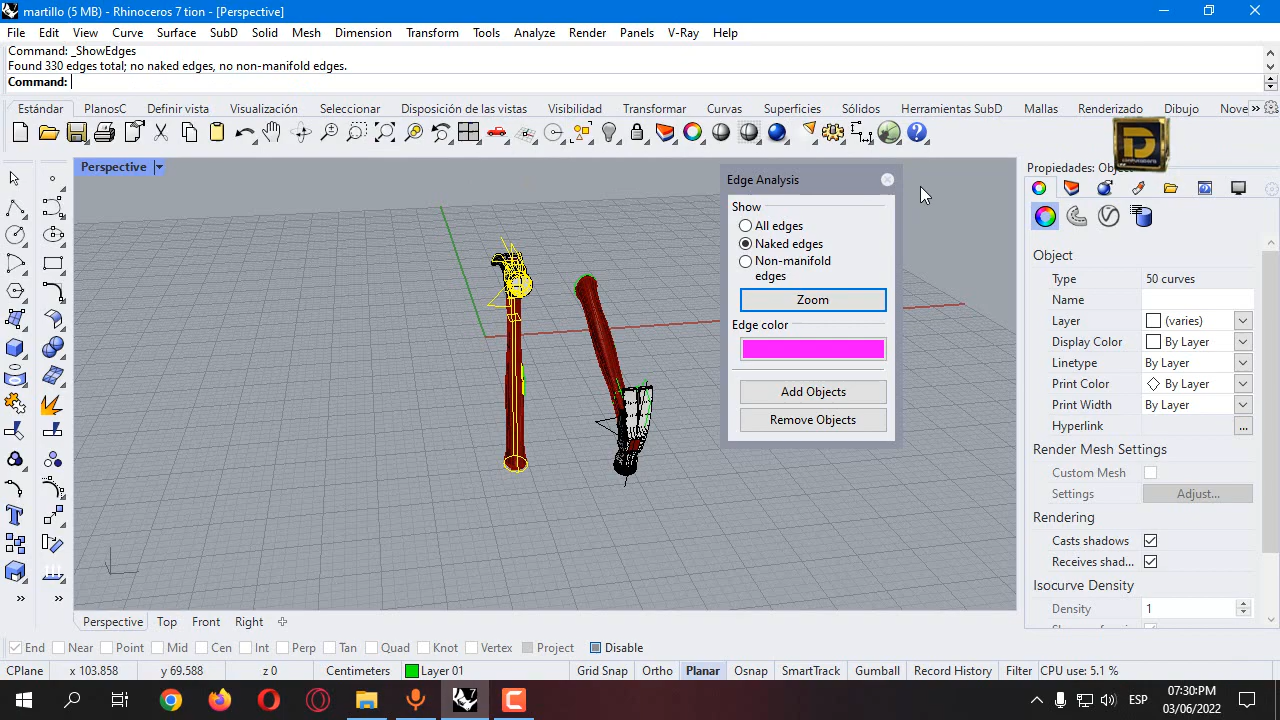 martillo (5 MB) - Rhinoceros 7 tion - [Perspective]
File Edit View Curve Surface SubD Solid Mesh Dimension Transform Tools Analyze Render Panels V-Ray Help
Command: _ShowEdges
Found 330 edges total; no naked edges, no non-manifold edges.
Command:
Estándar PlanosC Definir vista Visualización Seleccionar Disposición de las vistas Visibilidad Transformar Curvas Superficies Sólidos Herramientas SubD Mallas Renderizado Dibujo Nove
Perspective
Edge Analysis
Show
All edges
Naked edges
Non-manifold
edges
Zoom
Edge color
Add Objects
Remove Objects
Propiedades: Objec
Object
Type 50 curves
Name
Layer (varies)
Display Color By Layer
Linetype By Layer
Print Color By Layer
Print Width By Layer
Hyperlink ...
Render Mesh Settings
Custom Mesh
Settings Adjust...
Rendering
Casts shadows
Receives shad...
Isocurve Density
Density 1
Perspective Top Front Right
End Near Point Mid Cen Int Perp Tan Quad Knot Vertex Project Disable
CPlane x 103.858 y 69.588 z 0 Centimeters Layer 01 Grid Snap Ortho Planar Osnap SmartTrack Gumball Record History Filter CPU use: 5.1 %
ESP
07:30:PM
03/06/2022